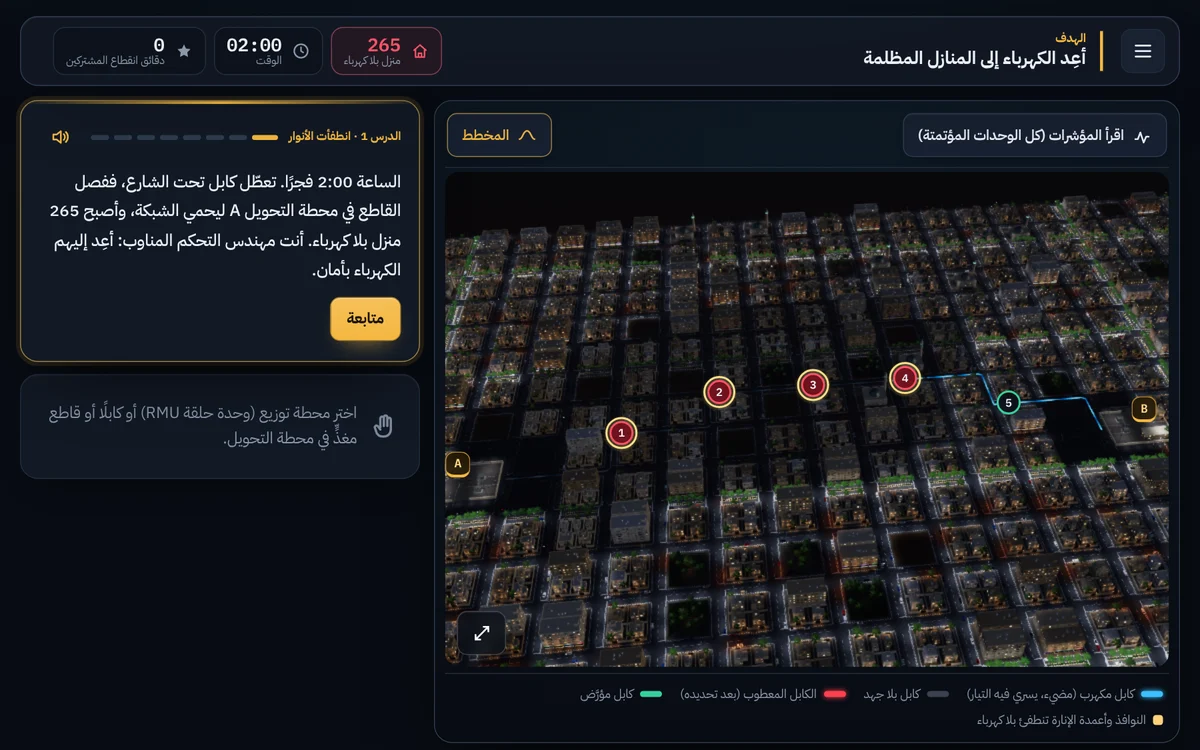 الهدف
أعِد الكهرباء إلى المنازل المظلمة
265
منزل بلا كهرباء
02:00
الوقت
0
دقائق انقطاع المشتركين
اقرأ المؤشرات (كل الوحدات المؤتمتة)
المخطط
الدرس 1 · انطفأت الأنوار
الساعة 2:00 فجرًا. تعطّل كابل تحت الشارع، ففصل
القاطع في محطة التحويل A ليحمي الشبكة، وأصبح 265
منزل بلا كهرباء. أنت مهندس التحكم المناوب: أعِد إليهم
الكهرباء بأمان.
متابعة
اختر محطة توزيع (وحدة حلقة RMU) أو كابلًا أو قاطع
مغذٍّ في محطة التحويل.
A
1
2
3
4
5
B
كابل مكهرب (مضيء، يسري فيه التيار)
كابل بلا جهد
الكابل المعطوب (بعد تحديده)
كابل مؤرّض
النوافذ وأعمدة الإنارة تنطفئ بلا كهرباء